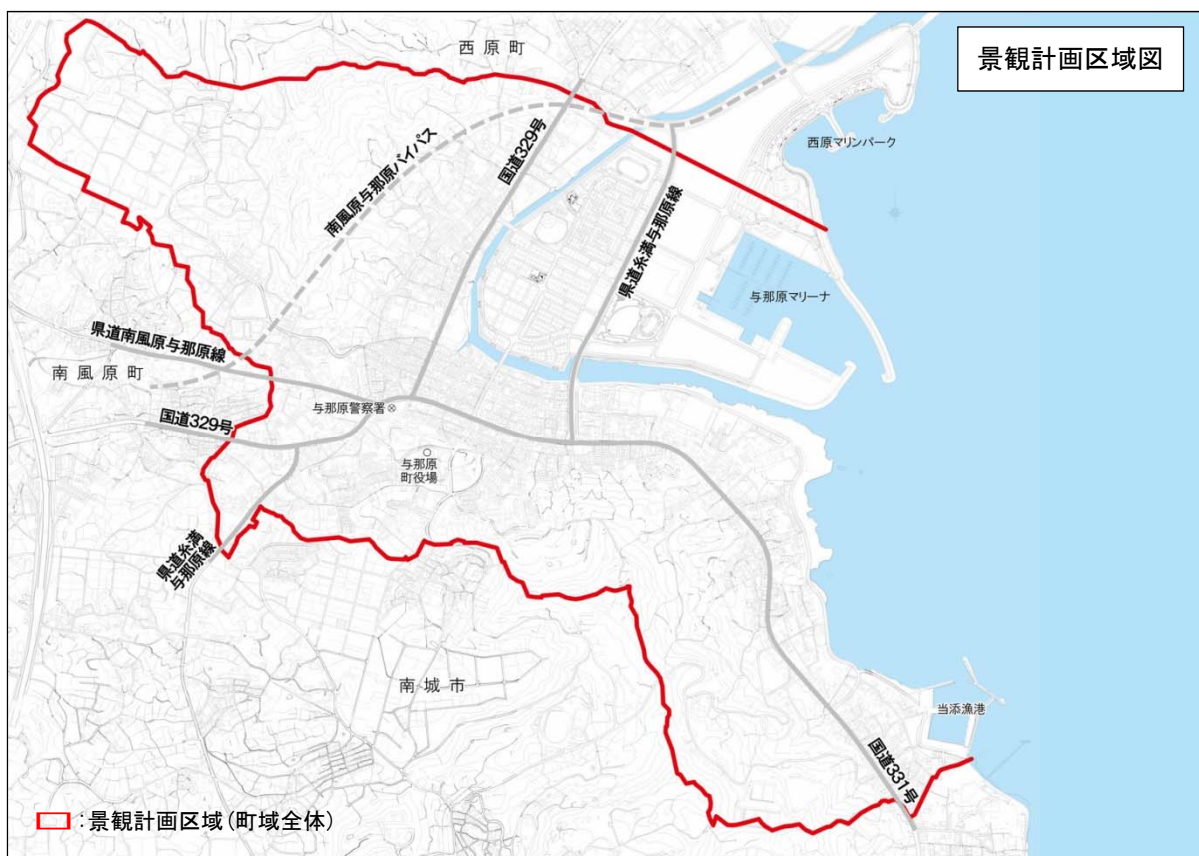 景観計画区域図
西原町
西原マリンパーク
国道329号
南風原与那原バイパス
県道糸満与那原線
与那原マリーナ
県道南風原与那原線
南風原町
与那原警察署
国道329号
与那原
町役場
県道糸満
与那原線
南城市
当添漁港
国道331号
:景観計画区域(町域全体)